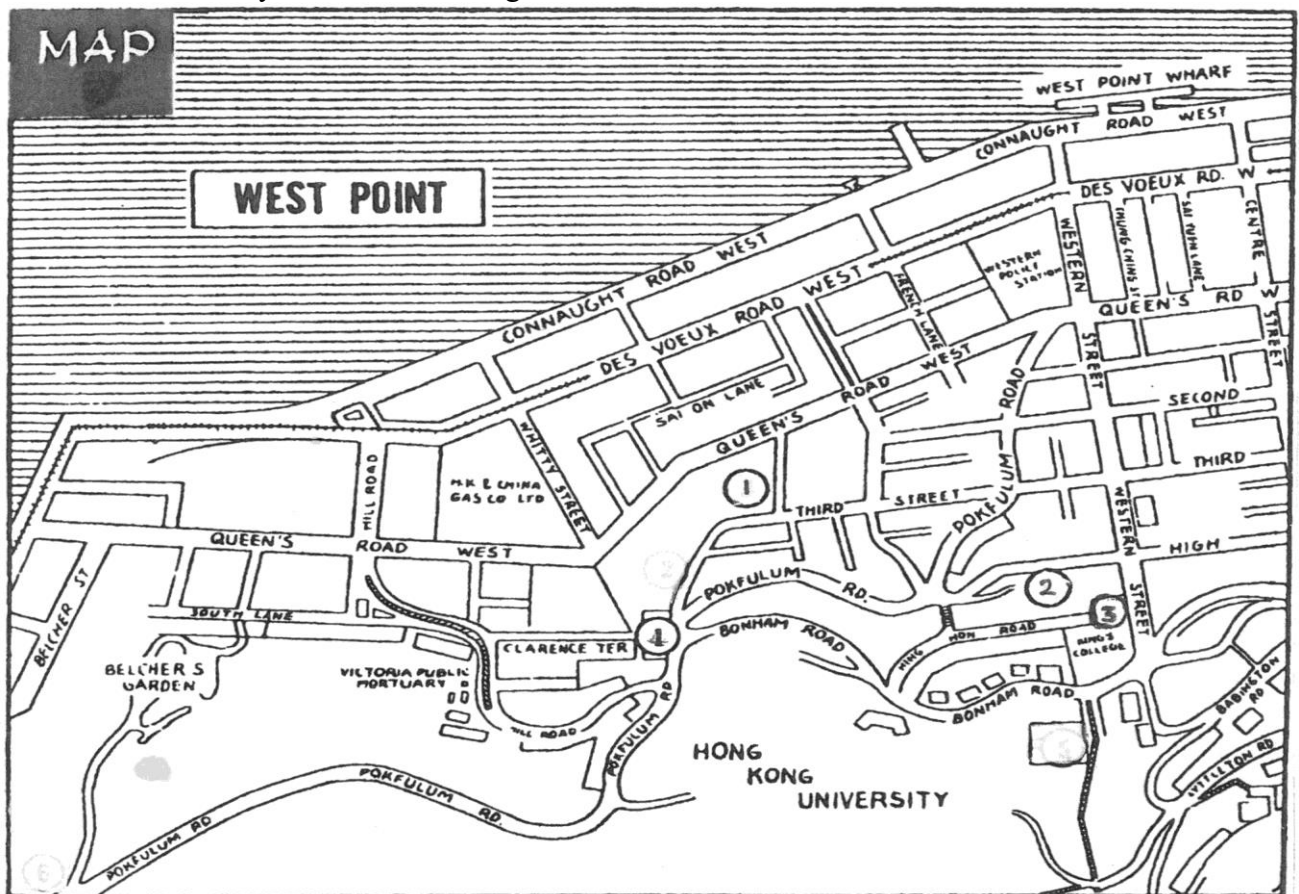 MAP
WEST POINT
WEST POINT WHARF
CONNAUGHT ROAD WEST
DES VOEUX RD. W
CONNAUGHT ROAD WEST
DES VOEUX ROAD WEST
WESTERN
STREET
SAI YUEN LANE
CENTRE
STREET
WESTERN
POLICE
STATION
FRENCH LANE
QUEEN'S RD W
QUEEN'S ROAD WEST
SAI ON LANE
WHITTY STREET
SECOND
THIRD
THIRD STREET
POKFULUM ROAD
WESTERN
STREET
HIGH
H.K & CHINA
GAS CO LTD
HILL ROAD
QUEEN'S ROAD WEST
BELCHER ST
SOUTH LANE
BELCHER'S
GARDEN
VICTORIA PUBLIC
MORTUARY
CLARENCE TER
HILL ROAD
POKFULUM RD.
BONHAM ROAD
HING HON ROAD
KING'S
COLLEGE
BONHAM ROAD
BABINGTON
RD
LYTTLETON RD
POKFULUM RD
HONG
KONG
UNIVERSITY
POKFULUM RD.
POKFULUM RD
1
2
3
4
2
5
6